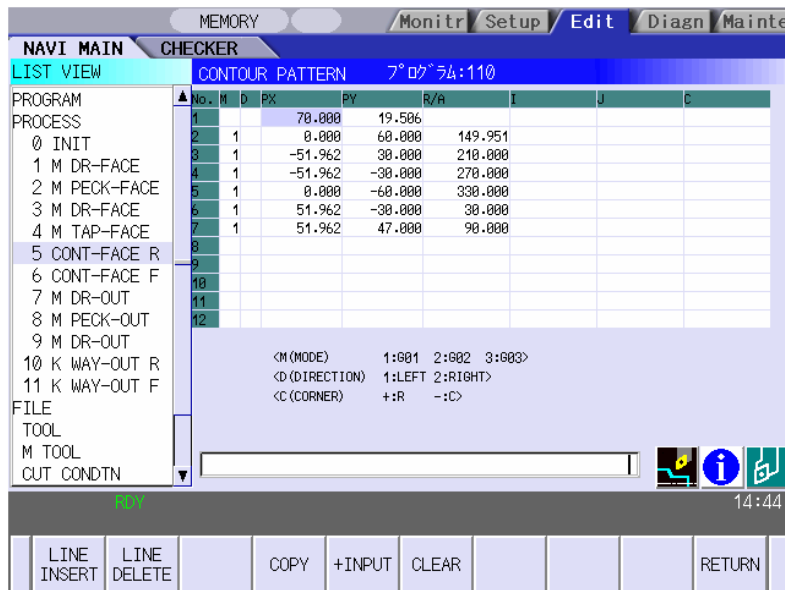 MEMORY Monitr Setup Edit Diagn Mainte
NAVI MAIN CHECKER
LIST VIEW CONTOUR PATTERN プログラム:110
PROGRAM
PROCESS
0 INIT
1 M DR-FACE
2 M PECK-FACE
3 M DR-FACE
4 M TAP-FACE
5 CONT-FACE R
6 CONT-FACE F
7 M DR-OUT
8 M PECK-OUT
9 M DR-OUT
10 K WAY-OUT R
11 K WAY-OUT F
FILE
TOOL
M TOOL
CUT CONDTN
No. M D PX PY R/A I J C
1 70.000 19.506
2 1 0.000 60.000 149.951
3 1 -51.962 30.000 210.000
4 1 -51.962 -30.000 270.000
5 1 0.000 -60.000 330.000
6 1 51.962 -30.000 30.000
7 1 51.962 47.000 90.000
8
9
10
11
12
<M(MODE) 1:G01 2:G02 3:G03>
<D(DIRECTION) 1:LEFT 2:RIGHT>
<C(CORNER) +:R -:C>
RDY 14:44
LINE INSERT LINE DELETE COPY +INPUT CLEAR RETURN